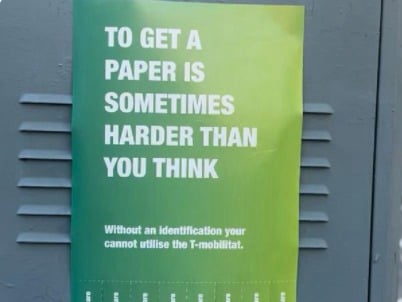 TO GET A
PAPER IS
SOMETIMES
HARDER THAN
YOU THINK
Without an identification your
cannot utilise the T-mobilitat.